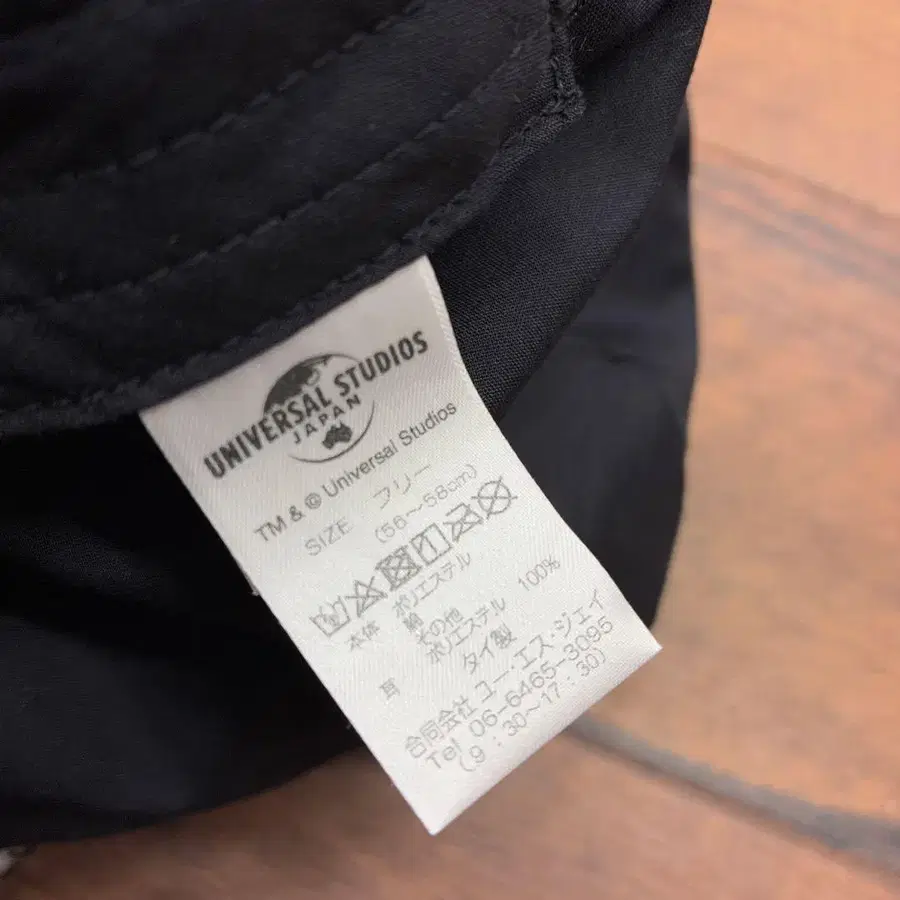 UNIVERSAL STUDIOS
JAPAN
TM & © Universal Studios
SIZE フリー
(56～58cm)
本体 ポリエステル
綿
その他
耳 ポリエステル 100%
タイ製
合同会社 ユー・エス・ジェイ
Tel 06-6465-3095
(9:30～17:30)